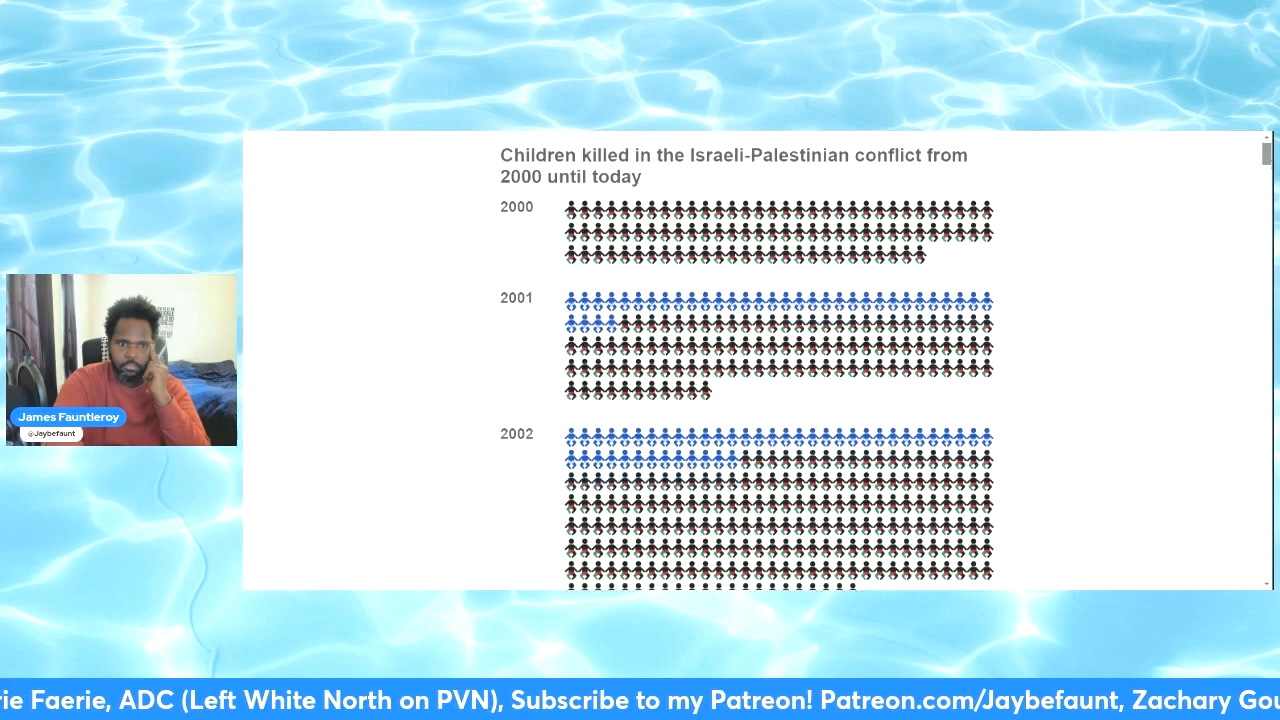 Children killed in the Israeli-Palestinian conflict from
2000 until today
2000
2001
2002
James Fauntleroy
@Jaybefaunt
rie Faerie, ADC (Left White North on PVN), Subscribe to my Patreon! Patreon.com/Jaybefaunt, Zachary Gou